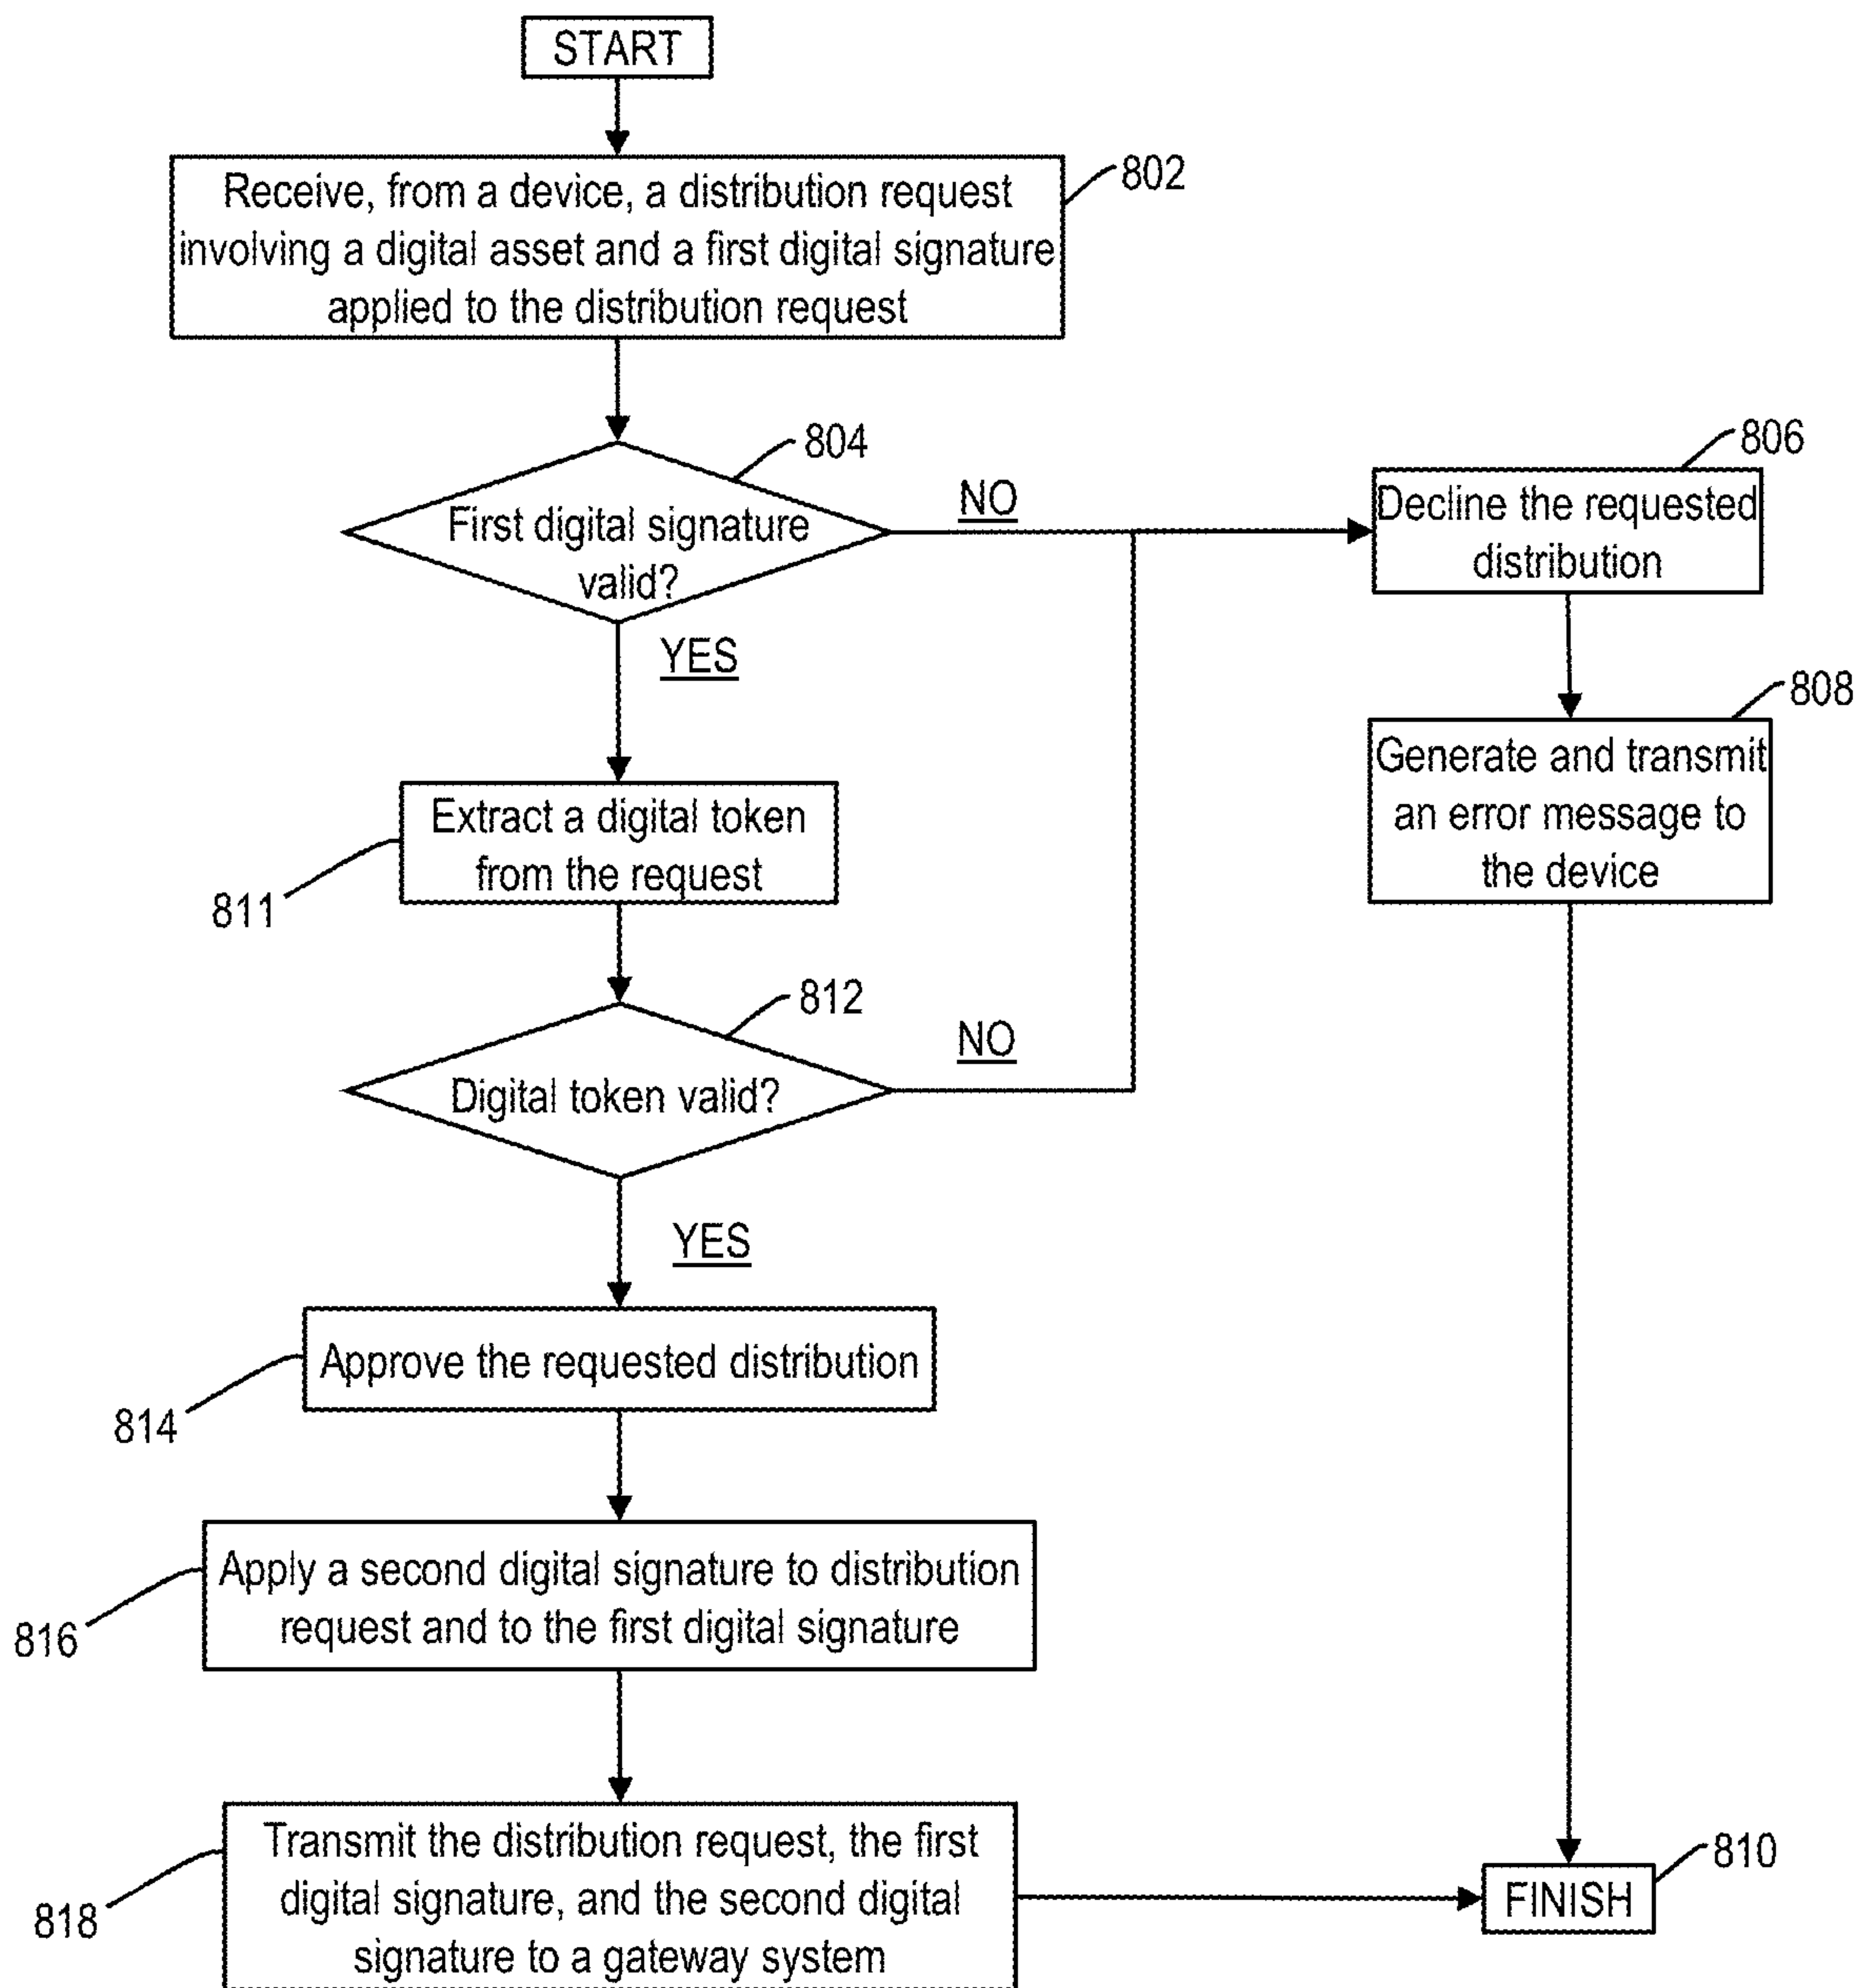 START
Receive, from a device, a distribution request
involving a digital asset and a first digital signature
applied to the distribution request
802
804
First digital signature
valid?
NO
806
Decline the requested
distribution
YES
808
Generate and transmit
an error message to
the device
Extract a digital token
from the request
811
812
Digital token valid?
NO
YES
Approve the requested distribution
814
Apply a second digital signature to distribution
request and to the first digital signature
816
Transmit the distribution request, the first
digital signature, and the second digital
signature to a gateway system
818
810
FINISH